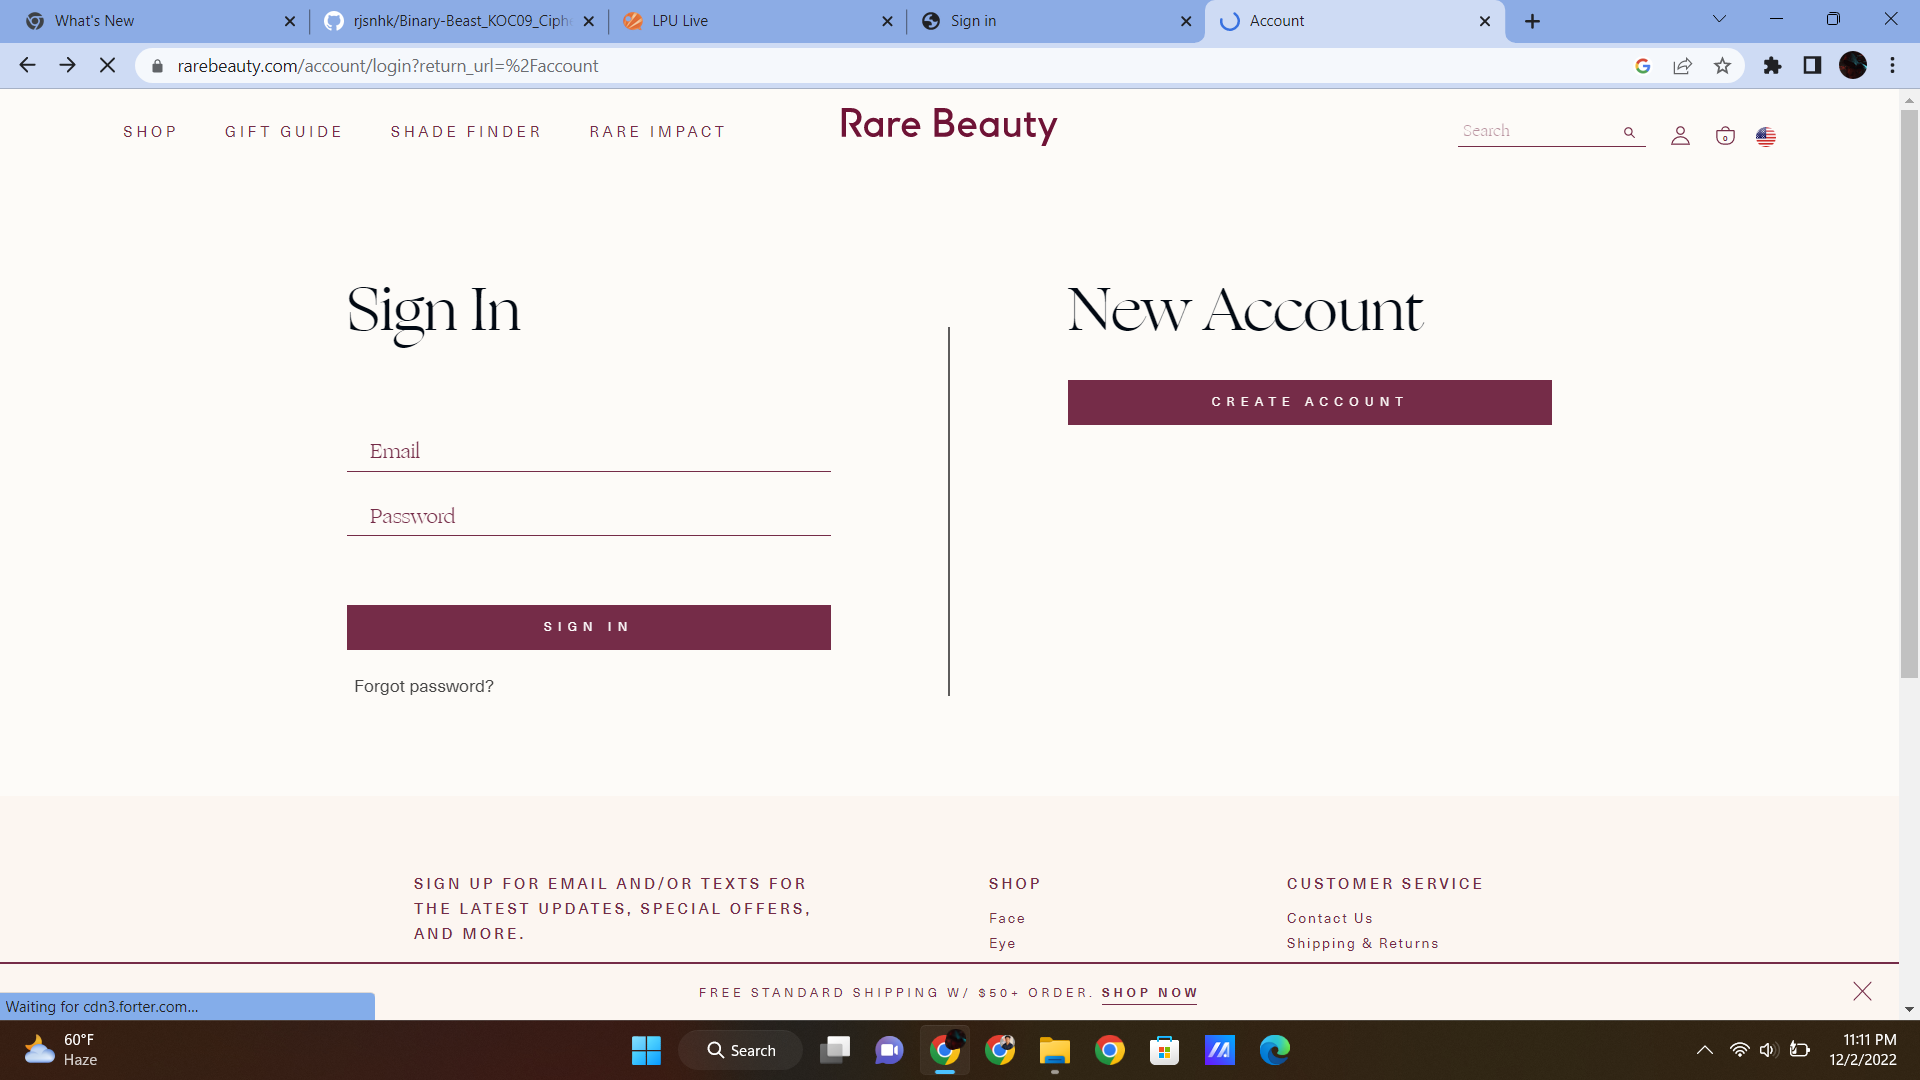 What's New
rjsnhk/Binary-Beast_KOC09_Ciph
LPU Live
Sign in
Account
rarebeauty.com/account/login?return_url=%2Faccount
SHOP
GIFT GUIDE
SHADE FINDER
RARE IMPACT
Rare Beauty
Search
0
Sign In
New Account
CREATE ACCOUNT
Email
Password
SIGN IN
Forgot password?
SIGN UP FOR EMAIL AND/OR TEXTS FOR
THE LATEST UPDATES, SPECIAL OFFERS,
AND MORE.
SHOP
Face
Eye
CUSTOMER SERVICE
Contact Us
Shipping & Returns
FREE STANDARD SHIPPING W/ $50+ ORDER. SHOP NOW
Waiting for cdn3.forter.com...
60°F
Haze
Search
11:11 PM
12/2/2022